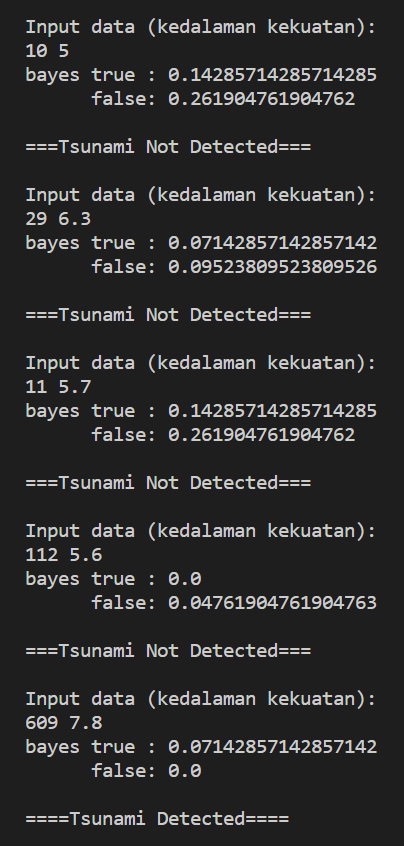 Input data (kedalaman kekuatan):
10 5
bayes true : 0.14285714285714285
false: 0.261904761904762
===Tsunami Not Detected===
Input data (kedalaman kekuatan):
29 6.3
bayes true : 0.07142857142857142
false: 0.09523809523809526
===Tsunami Not Detected===
Input data (kedalaman kekuatan):
11 5.7
bayes true : 0.14285714285714285
false: 0.261904761904762
===Tsunami Not Detected===
Input data (kedalaman kekuatan):
112 5.6
bayes true : 0.0
false: 0.04761904761904763
===Tsunami Not Detected===
Input data (kedalaman kekuatan):
609 7.8
bayes true : 0.07142857142857142
false: 0.0
====Tsunami Detected====